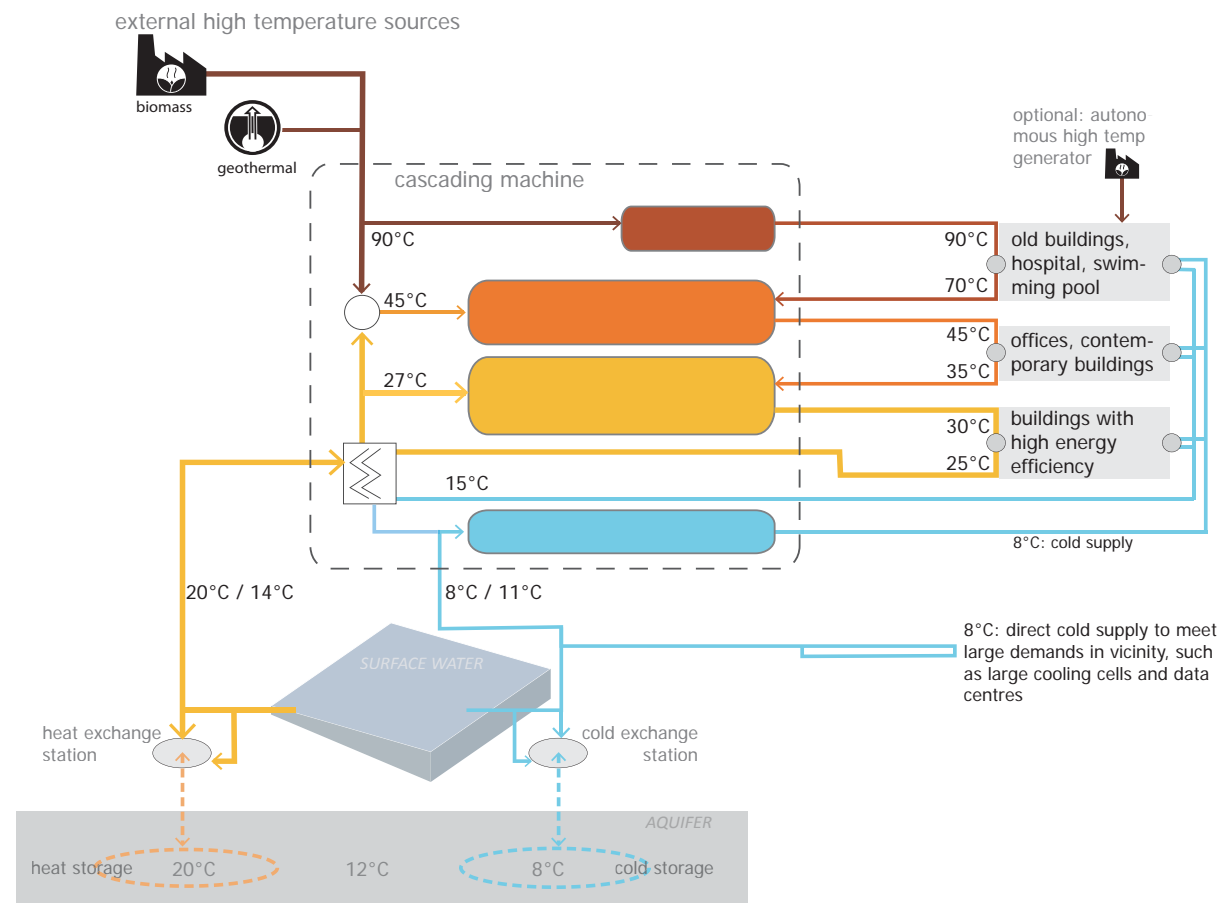 external high temperature sources
biomass
geothermal
optional: autono-
mous high temp
generator
cascading machine
90°C
90°C
old buildings,
hospital, swim-
ming pool
70°C
45°C
45°C
offices, contem-
porary buildings
35°C
27°C
30°C
buildings with
high energy
efficiency
25°C
15°C
8°C: cold supply
20°C / 14°C
8°C / 11°C
8°C: direct cold supply to meet
large demands in vicinity, such
as large cooling cells and data
centres
SURFACE WATER
heat exchange
station
cold exchange
station
AQUIFER
heat storage
20°C
12°C
8°C
cold storage